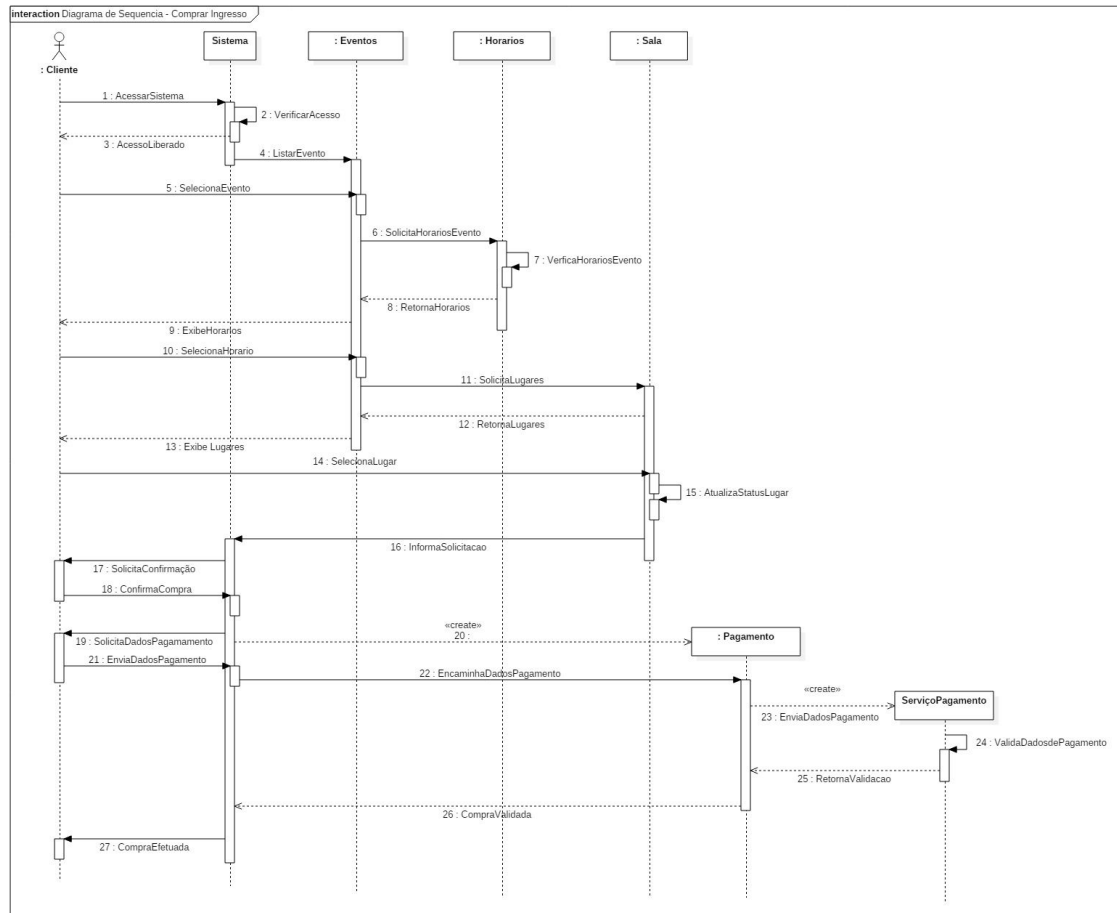 interaction Diagrama de Sequencia - Comprar Ingresso
Sistema
: Eventos
: Horarios
: Sala
: Cliente
1 : AcessarSistema
2 : VerificarAcesso
3 : AcessoLiberado
4 : ListarEvento
5 : SelecionaEvento
6 : SolicitaHorariosEvento
7 : VerficaHorariosEvento
8 : RetornaHorarios
9 : ExibeHorarios
10 : SelecionaHorario
11 : SolicitaLugares
12 : RetornaLugares
13 : Exibe Lugares
14 : SelecionaLugar
15 : AtualizaStatusLugar
16 : InformaSolicitacao
17 : SolicitaConfirmação
18 : ConfirmaCompra
19 : SolicitaDadosPagamamento
«create»
20 :
: Pagamento
21 : EnviaDadosPagamento
22 : EncaminhaDadosPagamento
«create»
23 : EnviaDadosPagamento
ServiçoPagamento
24 : ValidaDadosdePagamento
25 : RetornaValidacao
26 : CompraValidada
27 : CompraEfetuada